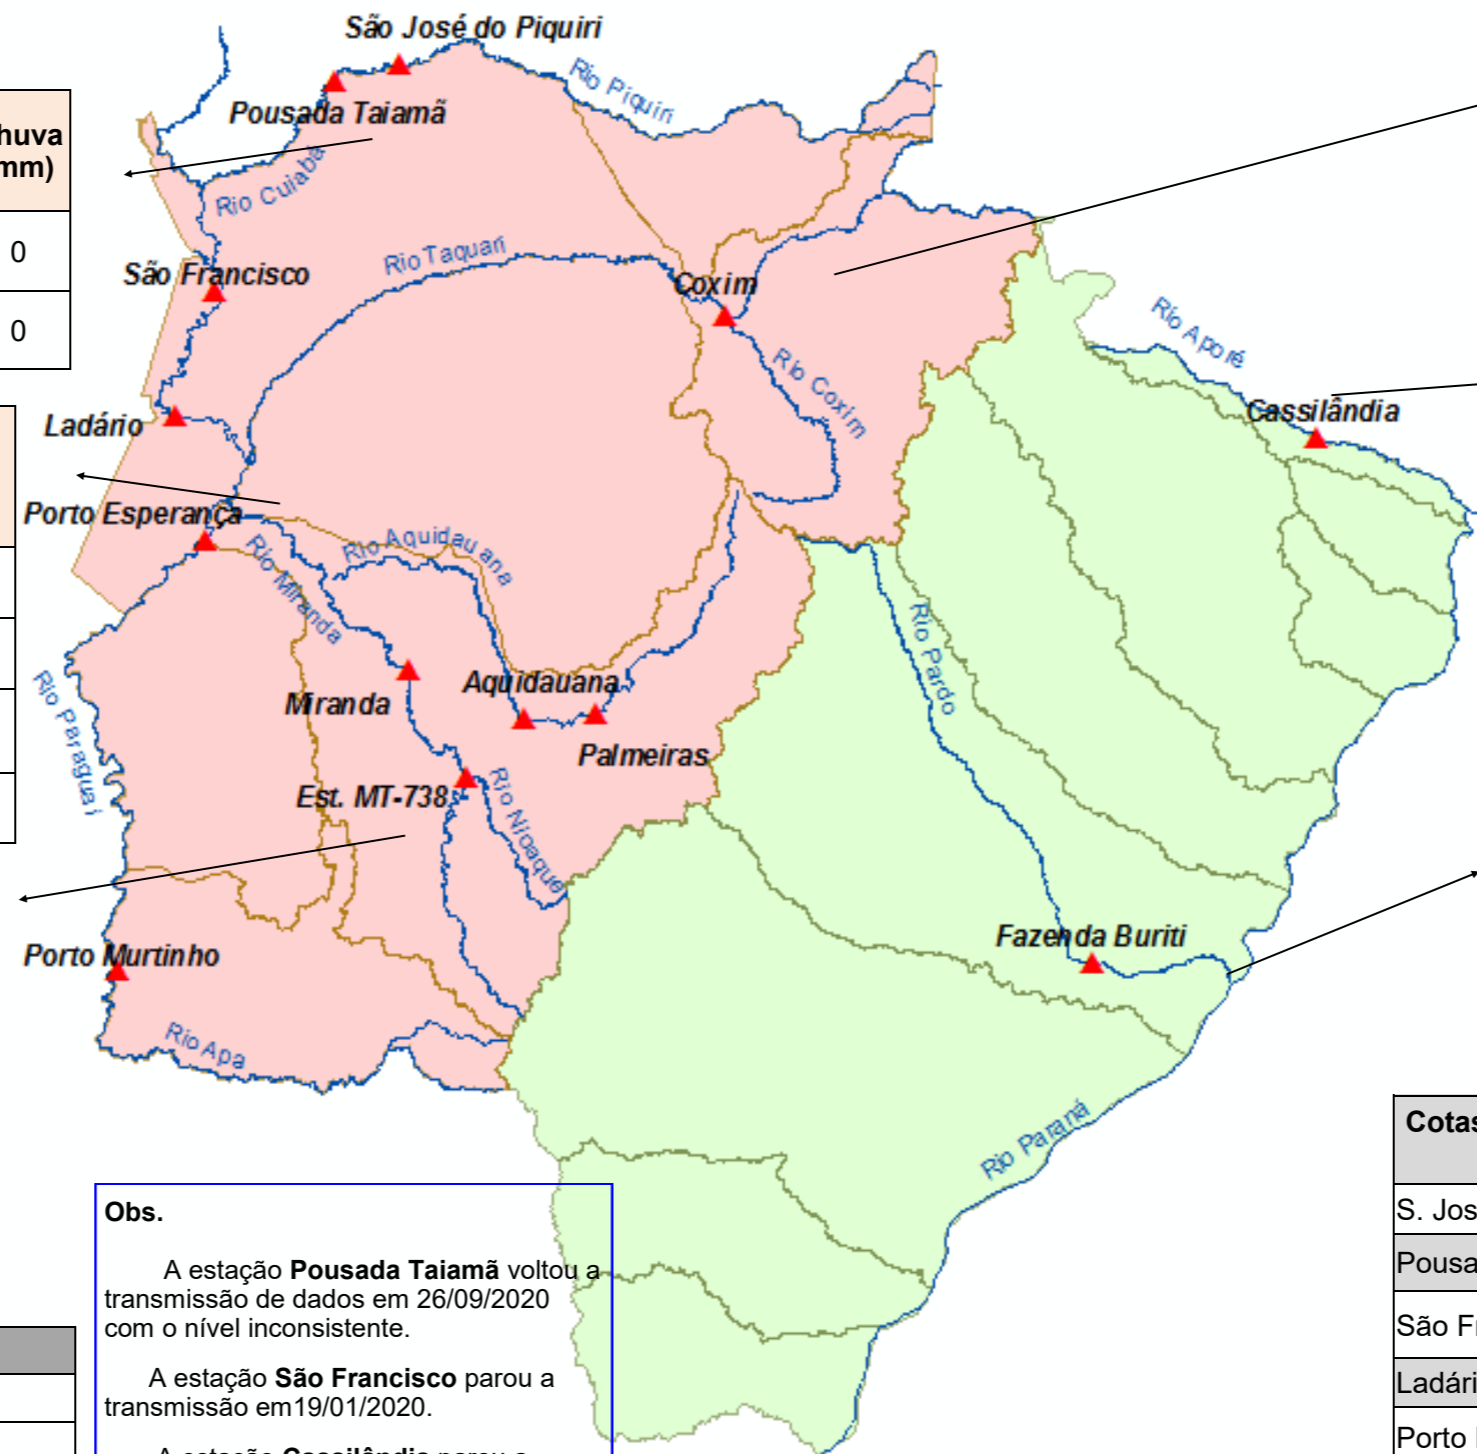 São José do Piquiri
Rio Piquiri
Pousada Taiamã
huva
mm)
Rio Cuiabá
0
Rio Taquari
São Francisco
Coxim
0
Rio Aporé
Rio Coxim
Cassilândia
Ladário
Porto Esperança
Rio Aquidauana
Rio Miranda
Rio Pardo
Rio Paraguai
Aquidauana
Miranda
Palmeiras
Est. MT-738
Rio Nioaque
Fazenda Buriti
Porto Murtinho
Rio Apa
Rio Paraná
Cotas
S. Jos
Pousa
São F
Ladári
Porto
Obs.
A estação Pousada Taiamã voltou a
transmissão de dados em 26/09/2020
com o nível inconsistente.
A estação São Francisco parou a
transmissão em19/01/2020.
A estação Cassilândia parou a